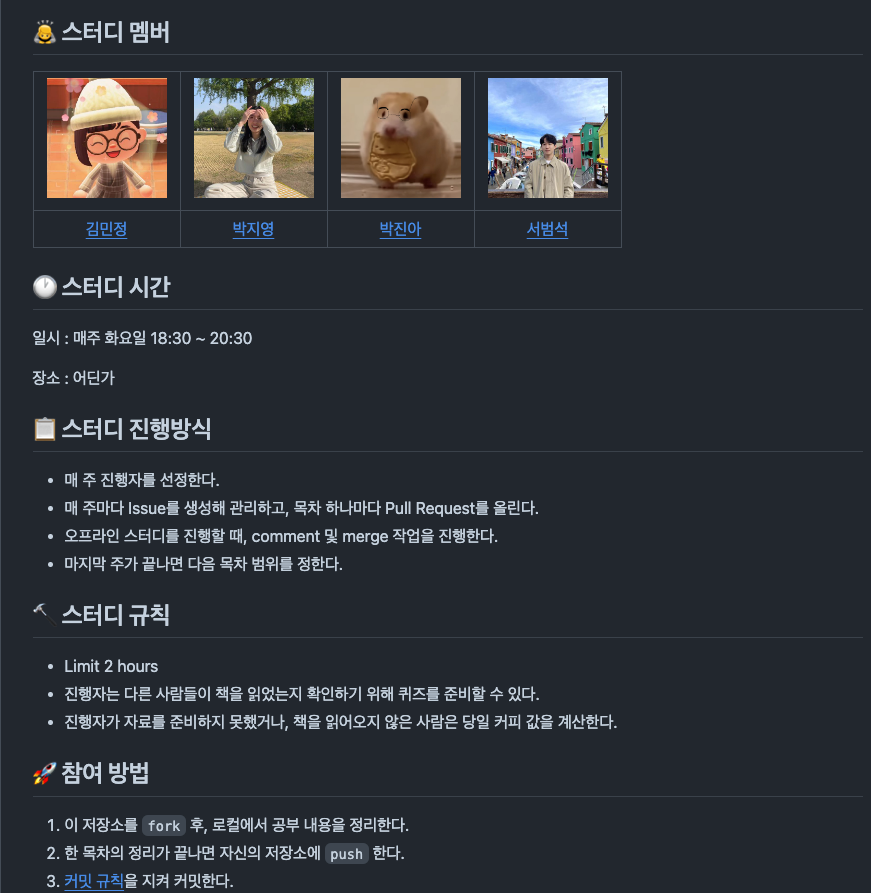 스터디 멤버
김민정 박지영 박진아 서범석
스터디 시간
일시 : 매주 화요일 18:30 ~ 20:30
장소 : 어딘가
스터디 진행방식
매 주 진행자를 선정한다.
매 주마다 Issue를 생성해 관리하고, 목차 하나마다 Pull Request를 올린다.
오프라인 스터디를 진행할 때, comment 및 merge 작업을 진행한다.
마지막 주가 끝나면 다음 목차 범위를 정한다.
스터디 규칙
Limit 2 hours
진행자는 다른 사람들이 책을 읽었는지 확인하기 위해 퀴즈를 준비할 수 있다.
진행자가 자료를 준비하지 못했거나, 책을 읽어오지 않은 사람은 당일 커피 값을 계산한다.
참여 방법
1. 이 저장소를 fork 후, 로컬에서 공부 내용을 정리한다.
2. 한 목차의 정리가 끝나면 자신의 저장소에 push 한다.
3. 커밋 규칙을 지켜 커밋한다.